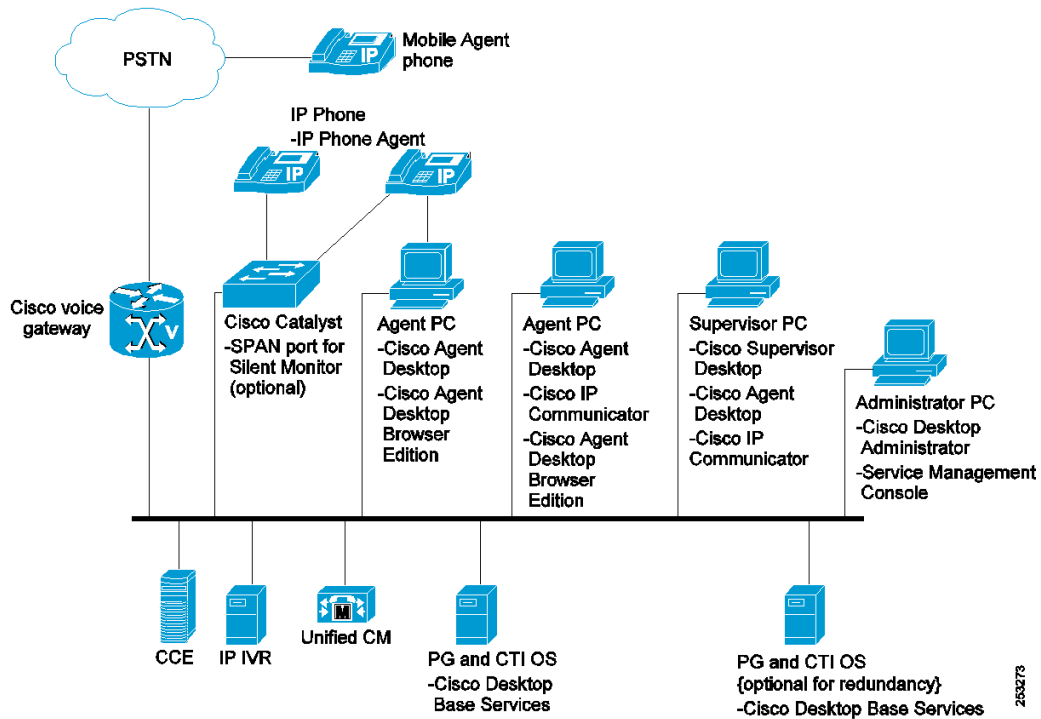 PSTN
IP
Mobile Agent
phone
IP Phone
-IP Phone Agent
IP
IP
Cisco voice
gateway
V
Cisco Catalyst
-SPAN port for
Silent Monitor
(optional)
Agent PC
-Cisco Agent
Desktop
-Cisco Agent
Desktop
Browser
Edition
Agent PC
-Cisco Agent
Desktop
-Cisco IP
Communicator
-Cisco Agent
Desktop
Browser
Edition
Supervisor PC
-Cisco Supervisor
Desktop
-Cisco Agent
Desktop
-Cisco IP
Communicator
Administrator PC
-Cisco Desktop
Administrator
-Service Management
Console
CCE
IP IVR
M
Unified CM
PG and CTI OS
-Cisco Desktop
Base Services
PG and CTI OS
{optional for redundancy}
-Cisco Desktop Base Services
253273